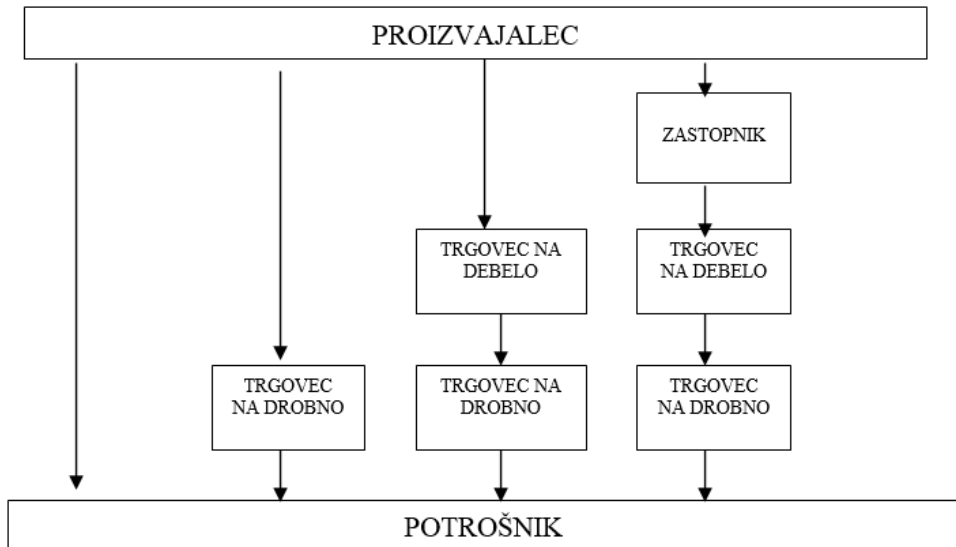 PROIZVAJALEC
ZASTOPNIK
TRGOVEC NA
DEBELO
TRGOVEC
NA DEBELO
TRGOVEC
NA DROBNO
TRGOVEC NA
DROBNO
TRGOVEC
NA DROBNO
POTROŠNIK